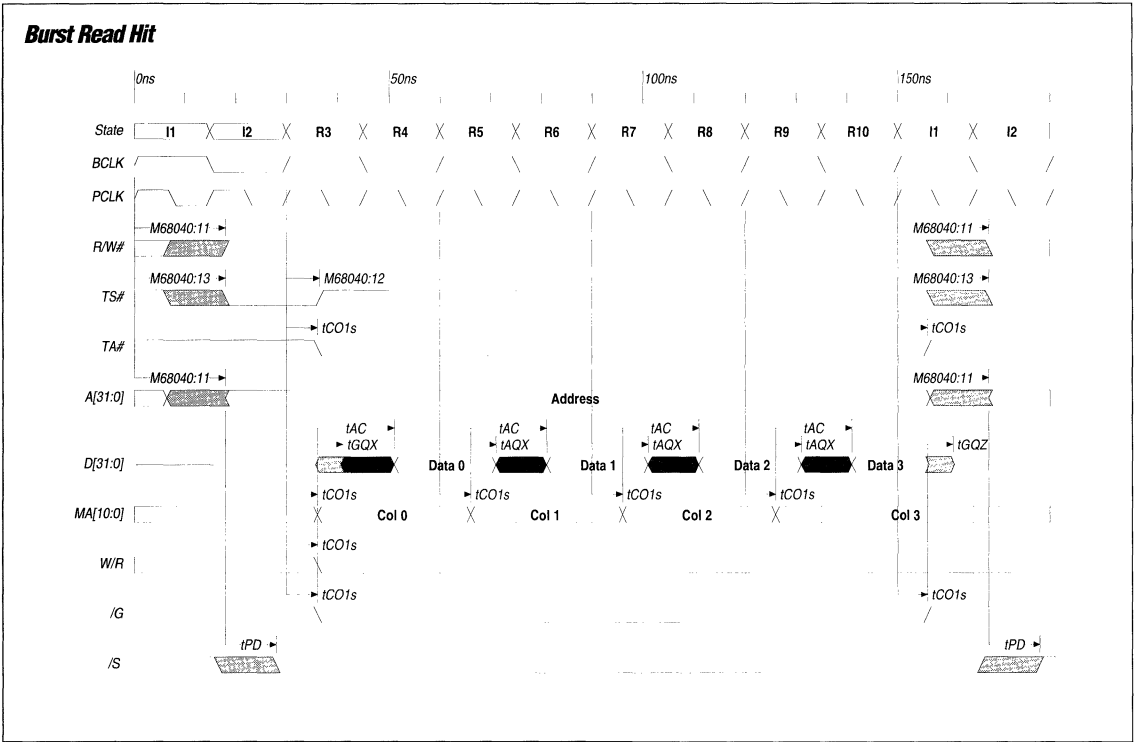 Burst Read Hit
0ns 50ns 100ns 150ns
State I1 I2 R3 R4 R5 R6 R7 R8 R9 R10 I1 I2
BCLK
PCLK
M68040:11 M68040:11
R/W#
M68040:13 M68040:12 M68040:13
TS#
tCO1s tCO1s
TA#
M68040:11 M68040:11
A[31:0] Address
tAC tAC tAC tAC
tGQX tAQX tAQX tAQX tGQZ
D[31:0] Data 0 Data 1 Data 2 Data 3
tCO1s tCO1s tCO1s tCO1s
MA[10:0] Col 0 Col 1 Col 2 Col 3
tCO1s
W/R
tCO1s tCO1s
/G
tPD tPD
/S